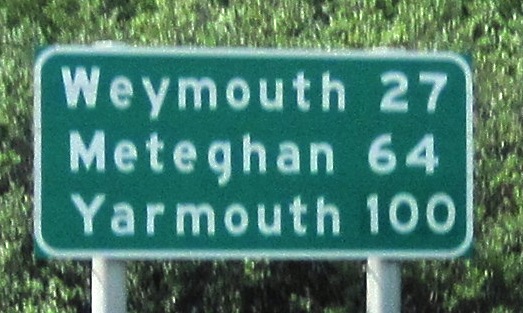 Weymouth 27
Meteghan 64
Yarmouth 100